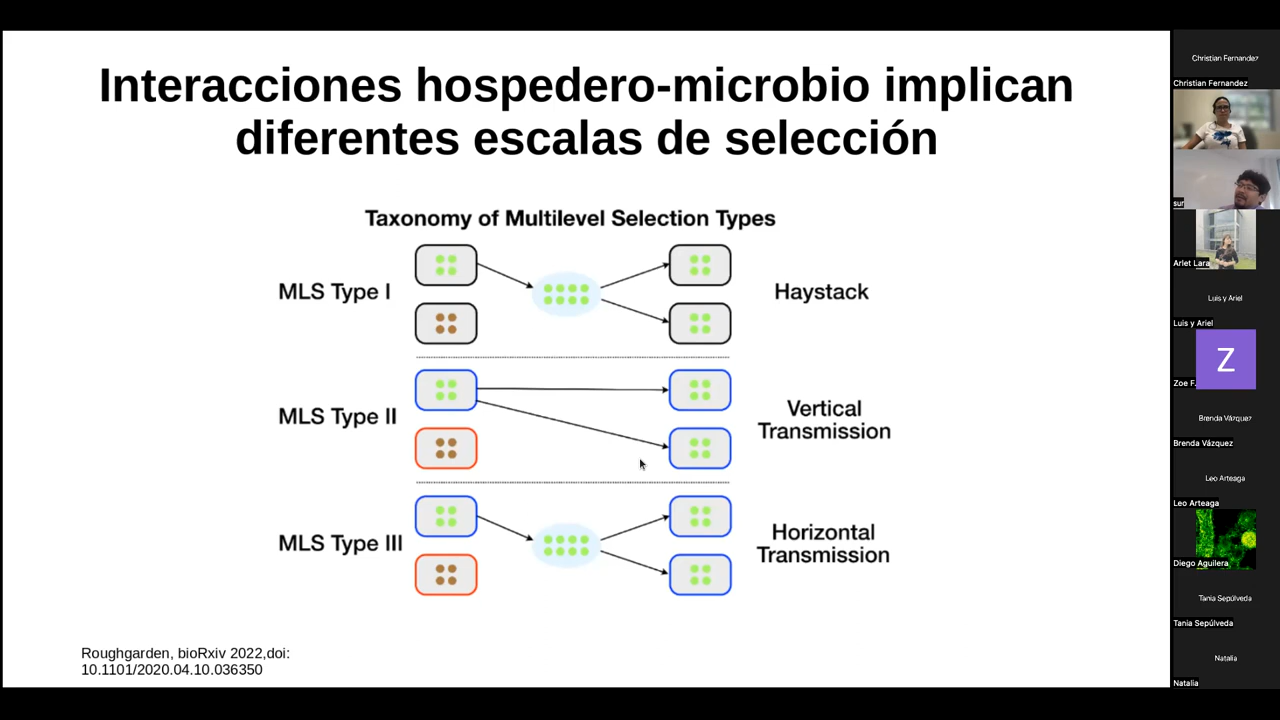 Interacciones hospedero-microbio implican
diferentes escalas de selección
Taxonomy of Multilevel Selection Types
MLS Type I
Haystack
MLS Type II
Vertical
Transmission
MLS Type III
Horizontal
Transmission
Roughgarden, bioRxiv 2022,doi:
10.1101/2020.04.10.036350
Christian Fernandez
Christian Fernandez
sur
Arlet Lara
Luis y Ariel
Luis y Ariel
Z
Zoe F.
Brenda Vázquez
Brenda Vázquez
Leo Arteaga
Leo Arteaga
Diego Aguilera
Tania Sepúlveda
Tania Sepúlveda
Natalia
Natalia